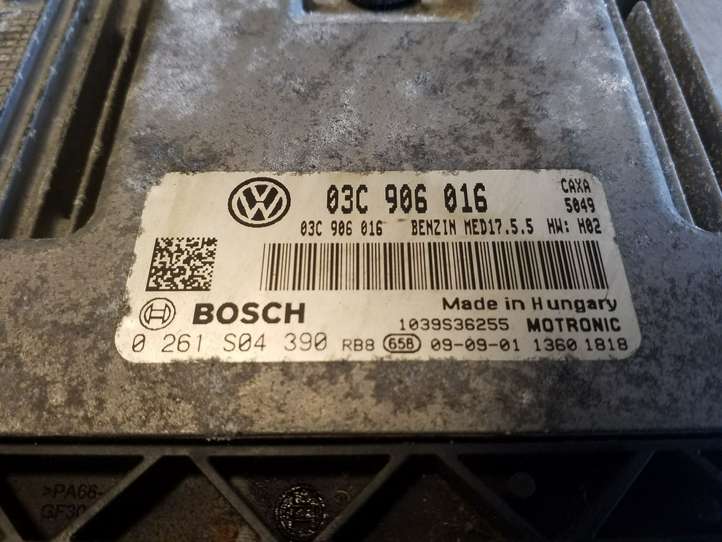 03C 906 016 CAXA
03C 906 016 BENZIN MED17.5.5 HW: H02 5049
BOSCH Made in Hungary
1039S36255 MOTRONIC
0 261 S04 390 RB8 658 09-09-01 1360 1818
>PA66-
GF30